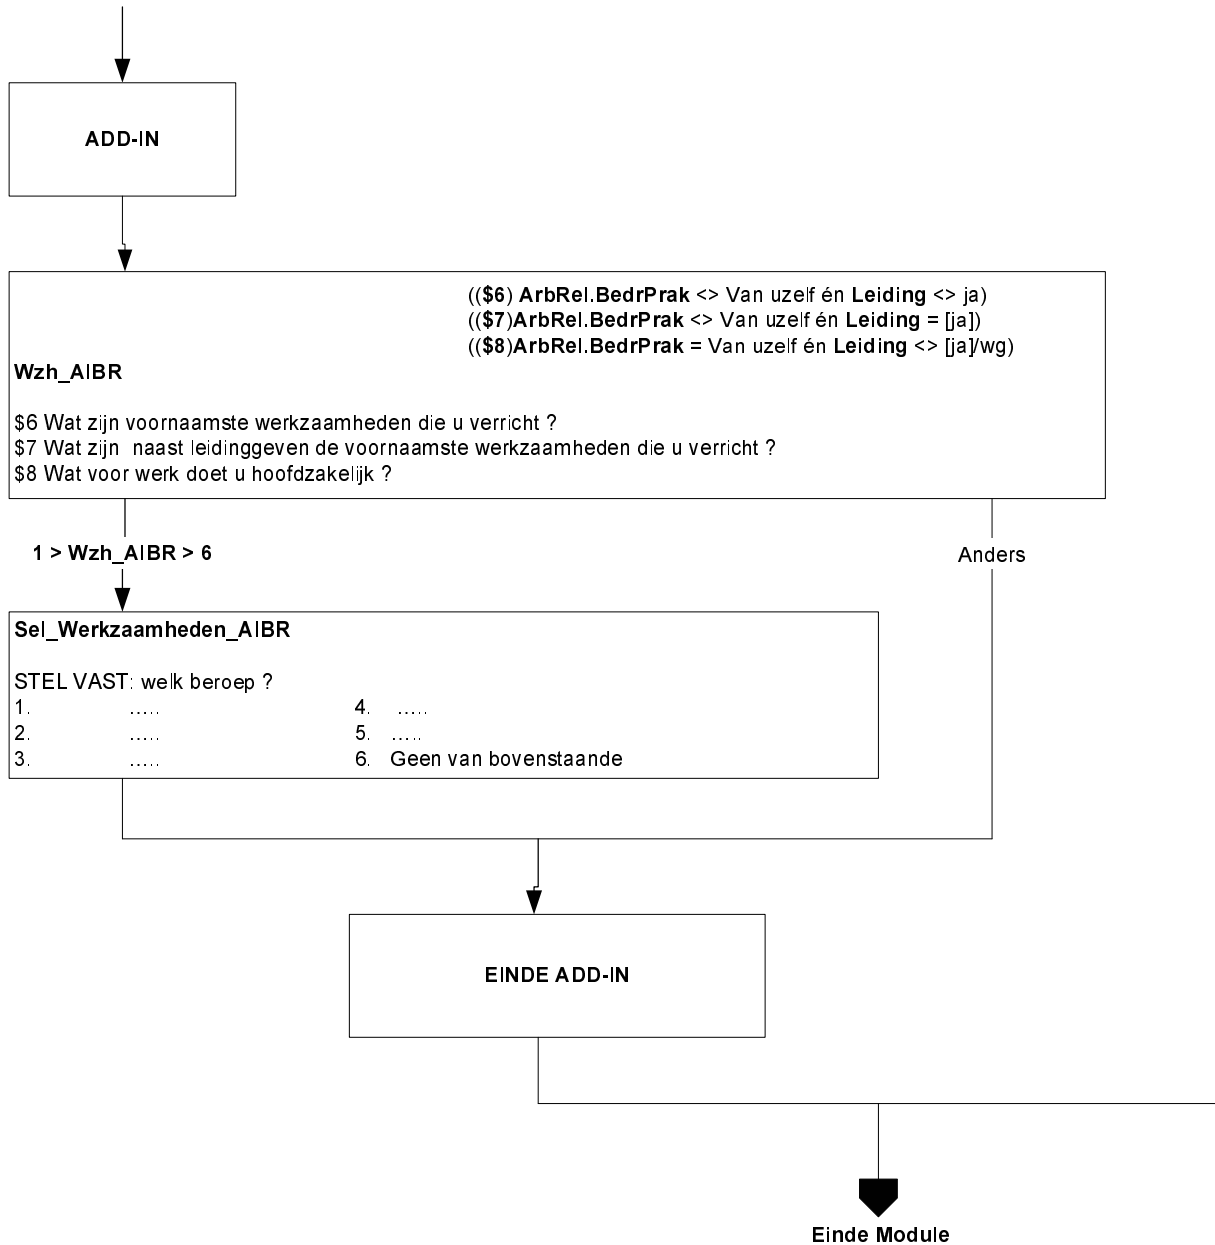 ADD-IN
(($6) ArbRel.BedrPrak <> Van uzelf én Leiding <> ja)
(($7)ArbRel.BedrPrak <> Van uzelf én Leiding = [ja])
(($8)ArbRel.BedrPrak = Van uzelf én Leiding <> [ja]/wg)
Wzh_AIBR
$6 Wat zijn voornaamste werkzaamheden die u verricht ?
$7 Wat zijn  naast leidinggeven de voornaamste werkzaamheden die u verricht ?
$8 Wat voor werk doet u hoofdzakelijk ?
1 > Wzh_AIBR > 6
Anders
Sel_Werkzaamheden_AIBR
STEL VAST: welk beroep ?
1. ..... 4. .....
2. ..... 5. .....
3. ..... 6. Geen van bovenstaande
EINDE ADD-IN
Einde Module